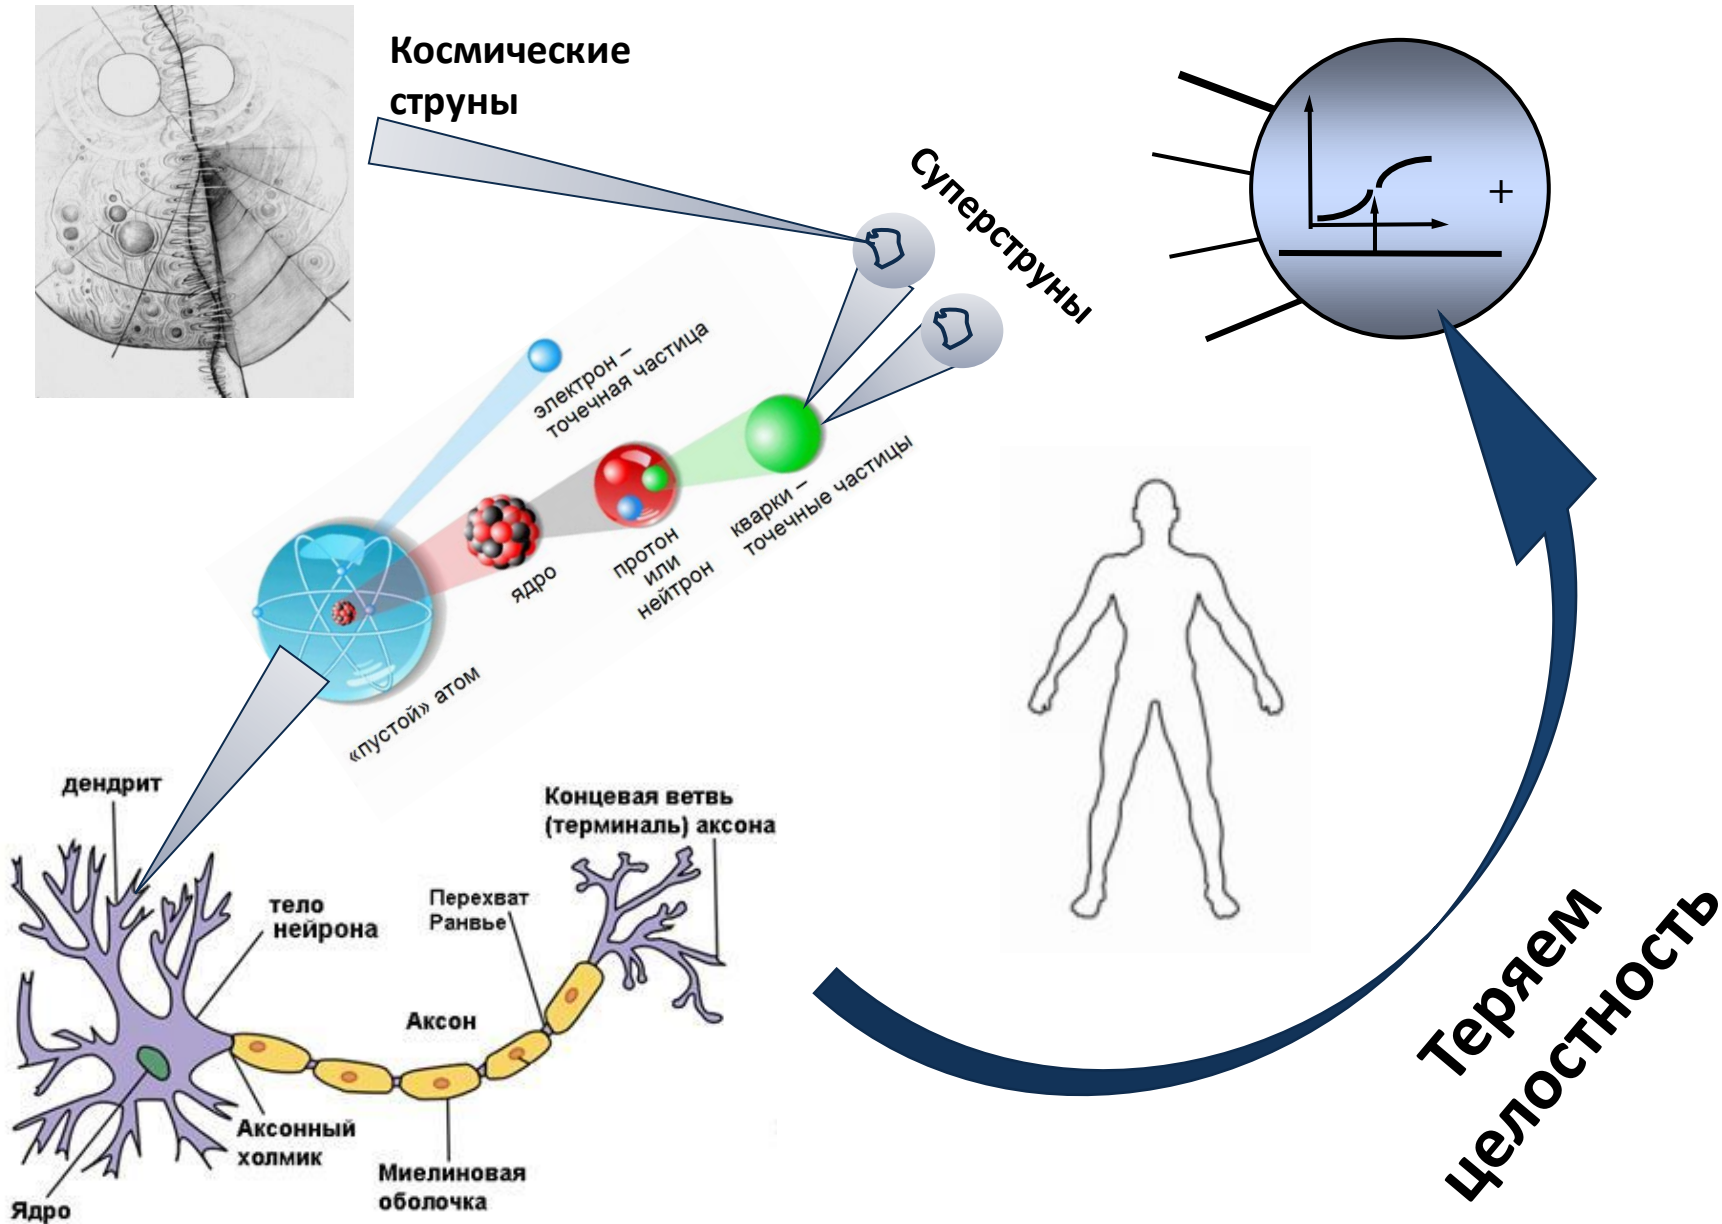 Космические
струны
Суперструны
электрон –
точечная частица
кварки –
точечные частицы
протон
или
нейтрон
ядро
«пустой» атом
дендрит
Концевая ветвь
(терминаль) аксона
тело
нейрона
Перехват
Ранвье
Аксон
Аксонный
холмик
Миелиновая
оболочка
Ядро
+
Теряем
целостность